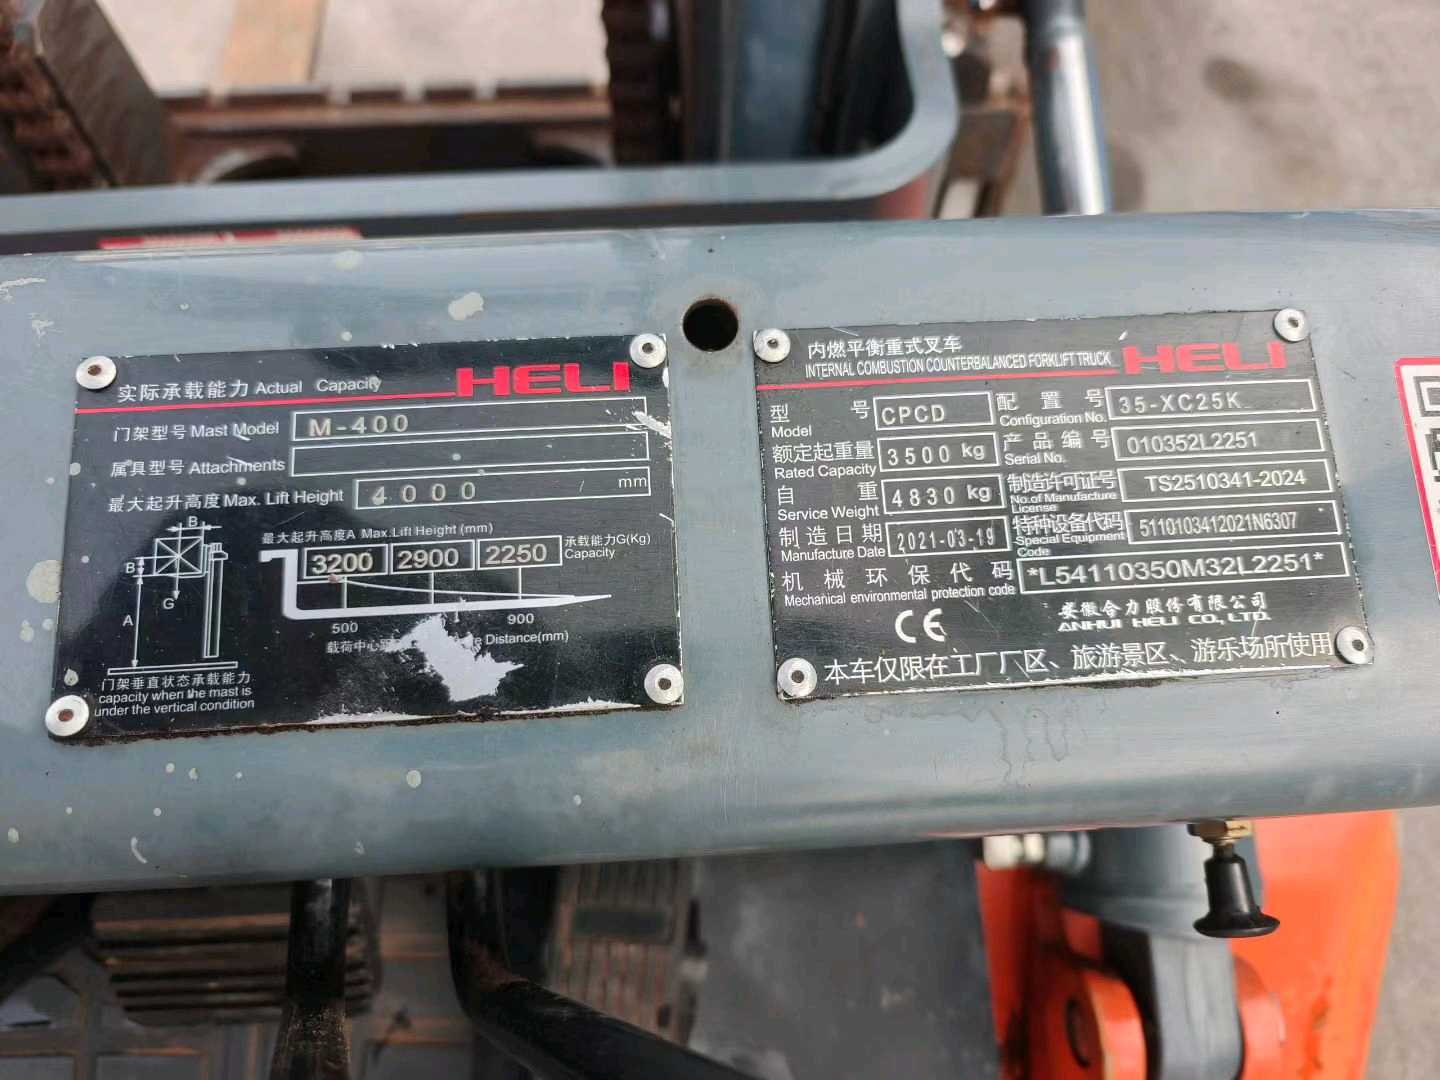 实际承载能力 Actual Capacity HELI
门架型号 Mast Model M-400
属具型号 Attachments
最大起升高度 Max. Lift Height 4000 mm
最大起升高度A Max.Lift Height (mm)
3200 2900 2250 承载能力G(Kg)
Capacity
B
B
G
A
500 900
载荷中心距 Distance(mm)
门架垂直状态承载能力
capacity when the mast is
under the vertical condition
内燃平衡重式叉车
INTERNAL COMBUSTION COUNTERBALANCED FORKLIFT TRUCK HELI
型号 CPCD 配置号 35-XC25K
Model Configuration No.
额定起重量 3500 kg 产品编号 010352L2251
Rated Capacity Serial No.
自重 4830 kg 制造许可证号 TS2510341-2024
Service Weight No.of Manufacture
License
制造日期 2021-03-19 特种设备代码 5110103412021N6307
Manufacture Date Special Equipment
Code
机械环保代码 *L54110350M32L2251*
Mechanical environmental protection code
CE 安徽合力股份有限公司
ANHUI HELI CO., LTD.
本车仅限在工厂厂区、旅游景区、游乐场所使用